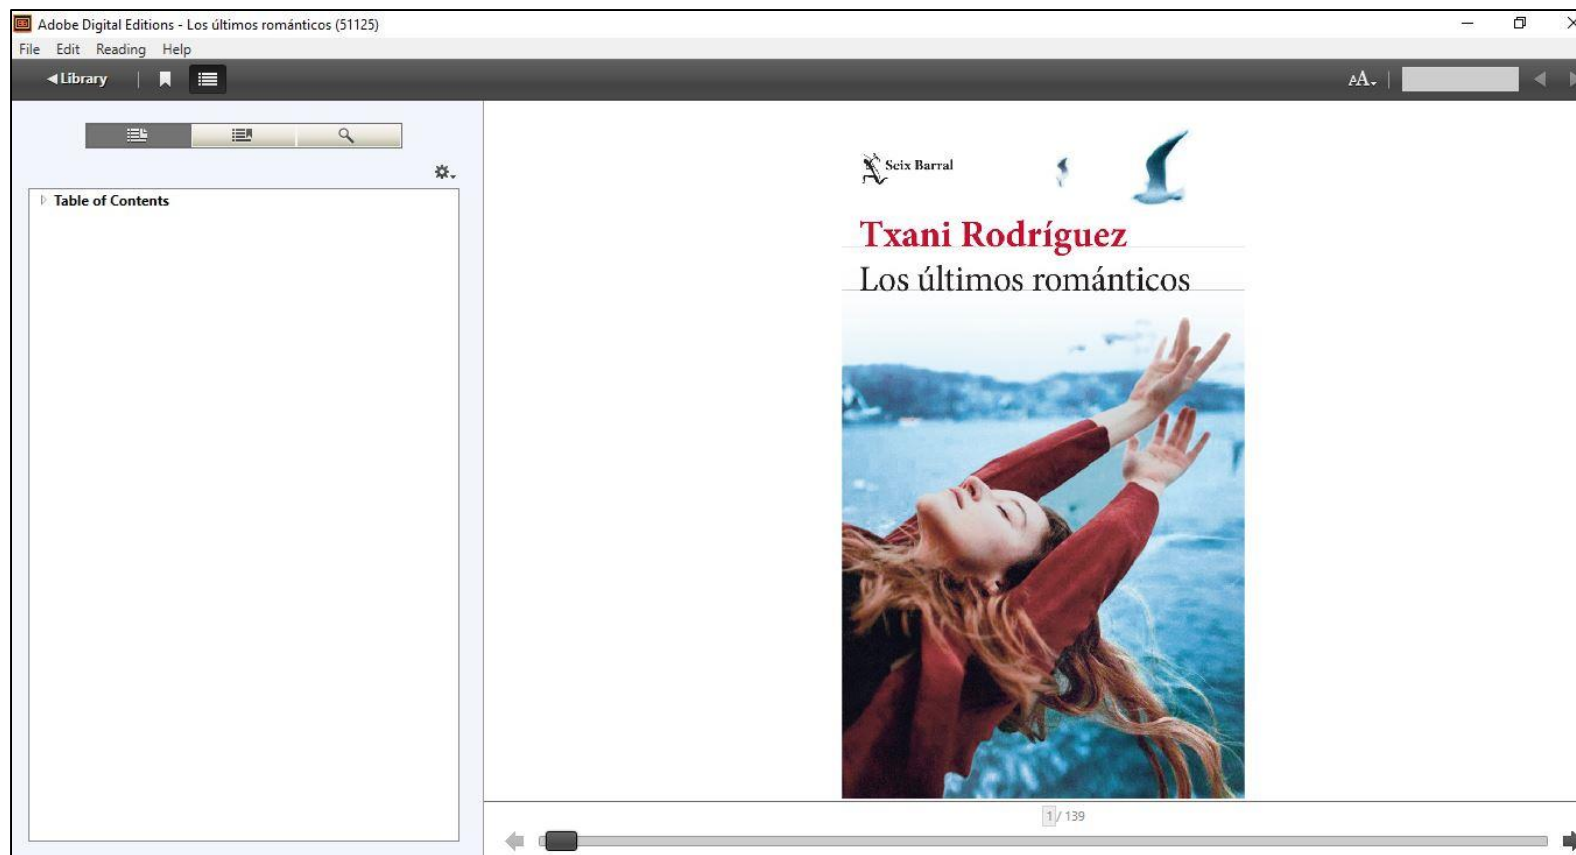 Adobe Digital Editions - Los últimos románticos (51125)
File Edit Reading Help
Library
AA
Table of Contents
Seix Barral
Txani Rodríguez
Los últimos románticos
1 / 139